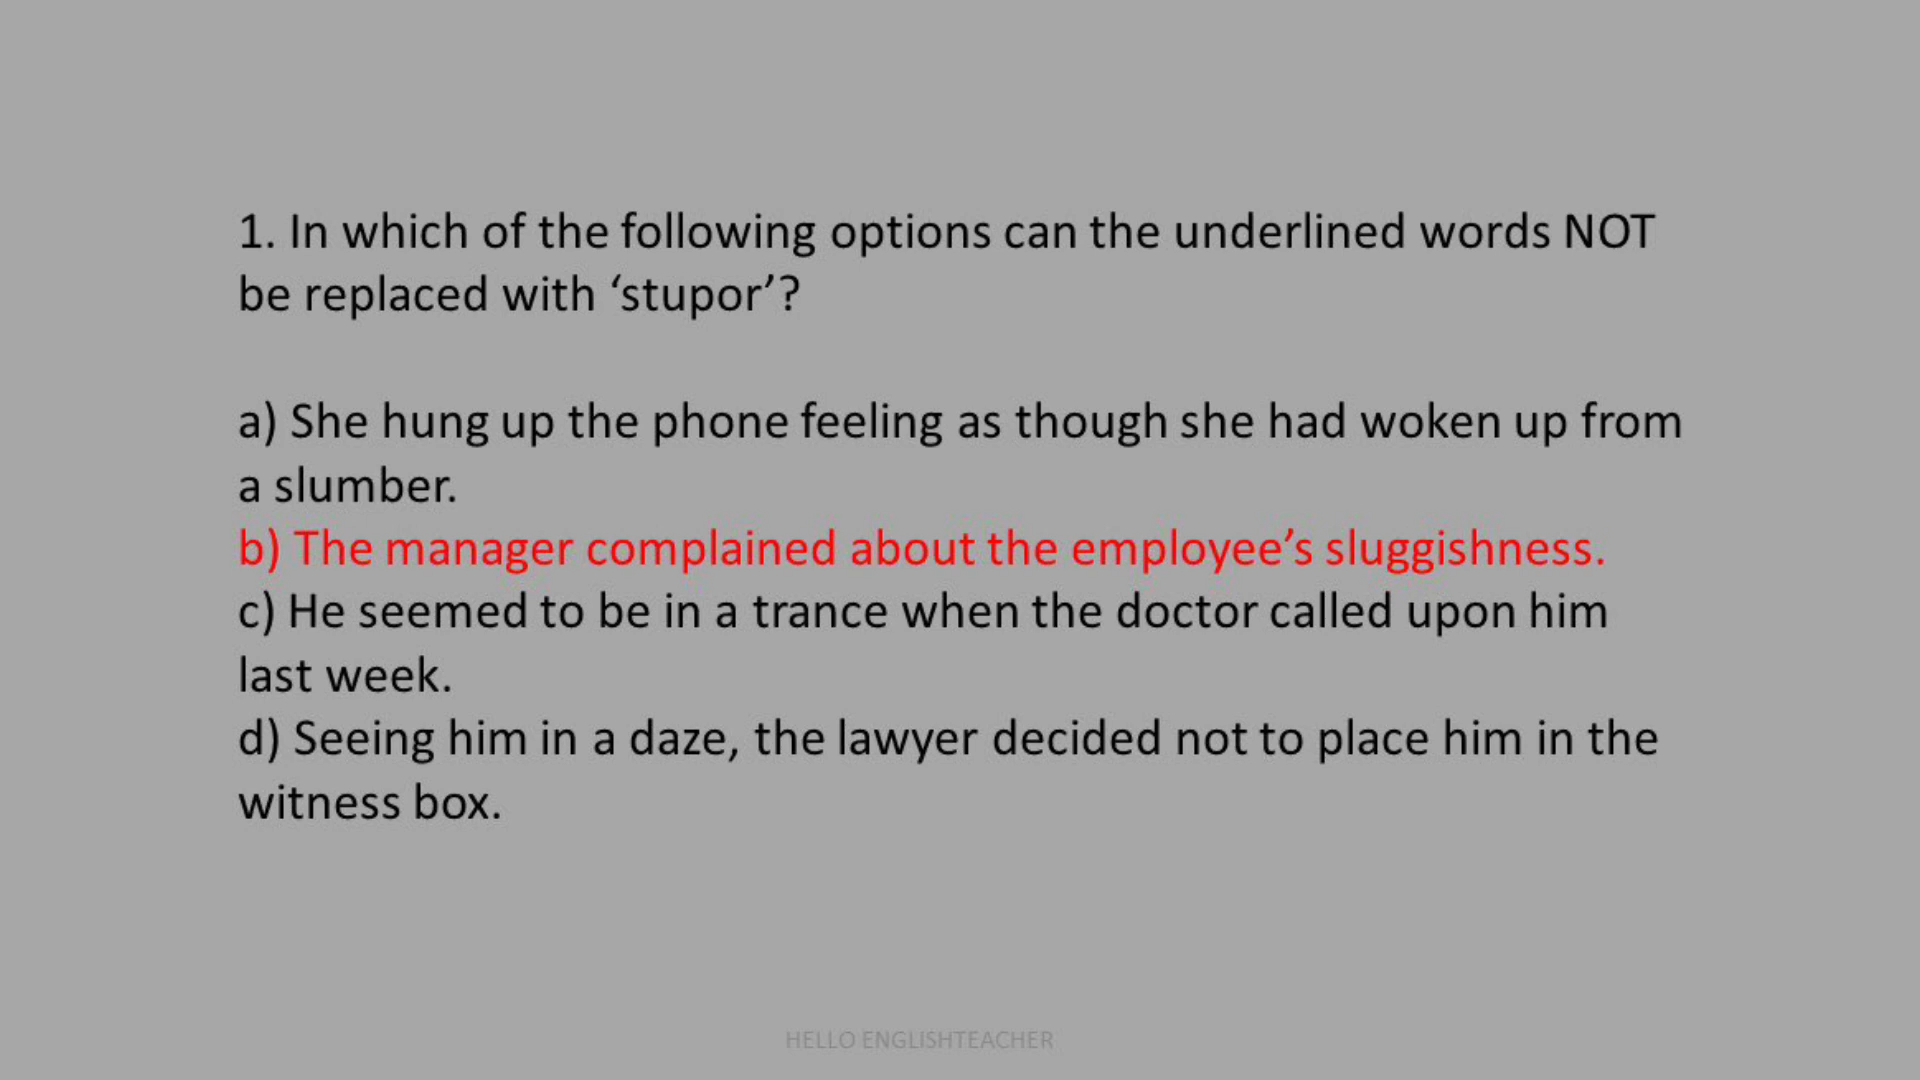 1. In which of the following options can the underlined words NOT
be replaced with ‘stupor’?
a) She hung up the phone feeling as though she had woken up from
a slumber.
b) The manager complained about the employee’s sluggishness.
c) He seemed to be in a trance when the doctor called upon him
last week.
d) Seeing him in a daze, the lawyer decided not to place him in the
witness box.
HELLO ENGLISHTEACHER